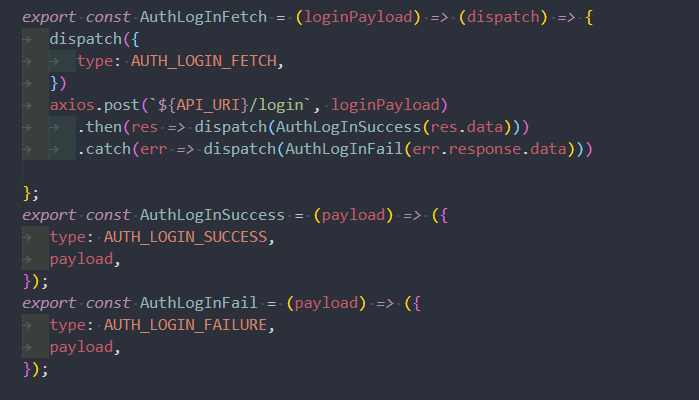 export const AuthLogInFetch = (loginPayload) => (dispatch) => {
dispatch({
type: AUTH_LOGIN_FETCH,
})
axios.post(`${API_URI}/login`, loginPayload)
.then(res => dispatch(AuthLogInSuccess(res.data)))
.catch(err => dispatch(AuthLogInFail(err.response.data)))
};
export const AuthLogInSuccess = (payload) => ({
type: AUTH_LOGIN_SUCCESS,
payload,
});
export const AuthLogInFail = (payload) => ({
type: AUTH_LOGIN_FAILURE,
payload,
});